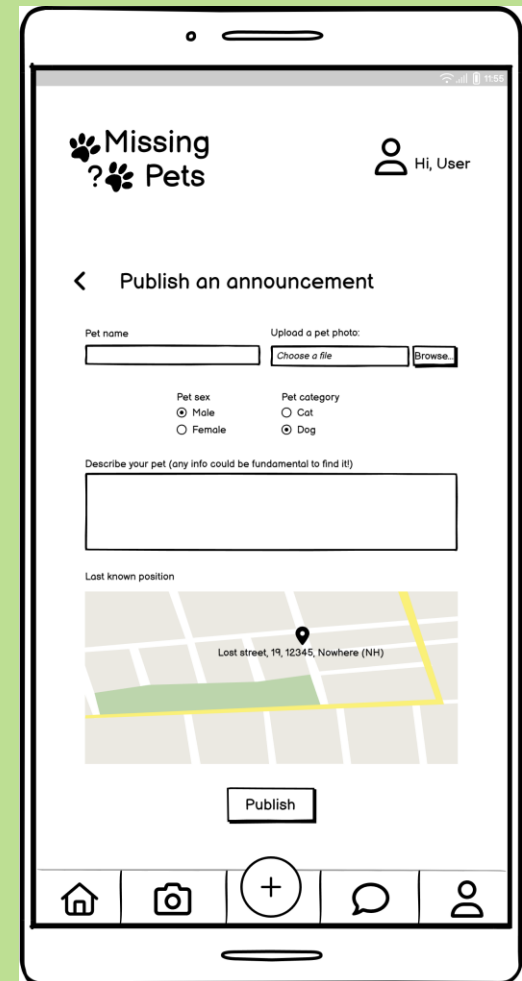 11:55
Missing
? Pets
Hi, User
Publish an announcement
Pet name
Upload a pet photo:
Choose a file
Browse...
Pet sex
Male
Female
Pet category
Cat
Dog
Describe your pet (any info could be fundamental to find it!)
Last known position
Lost street, 19, 12345, Nowhere (NH)
Publish